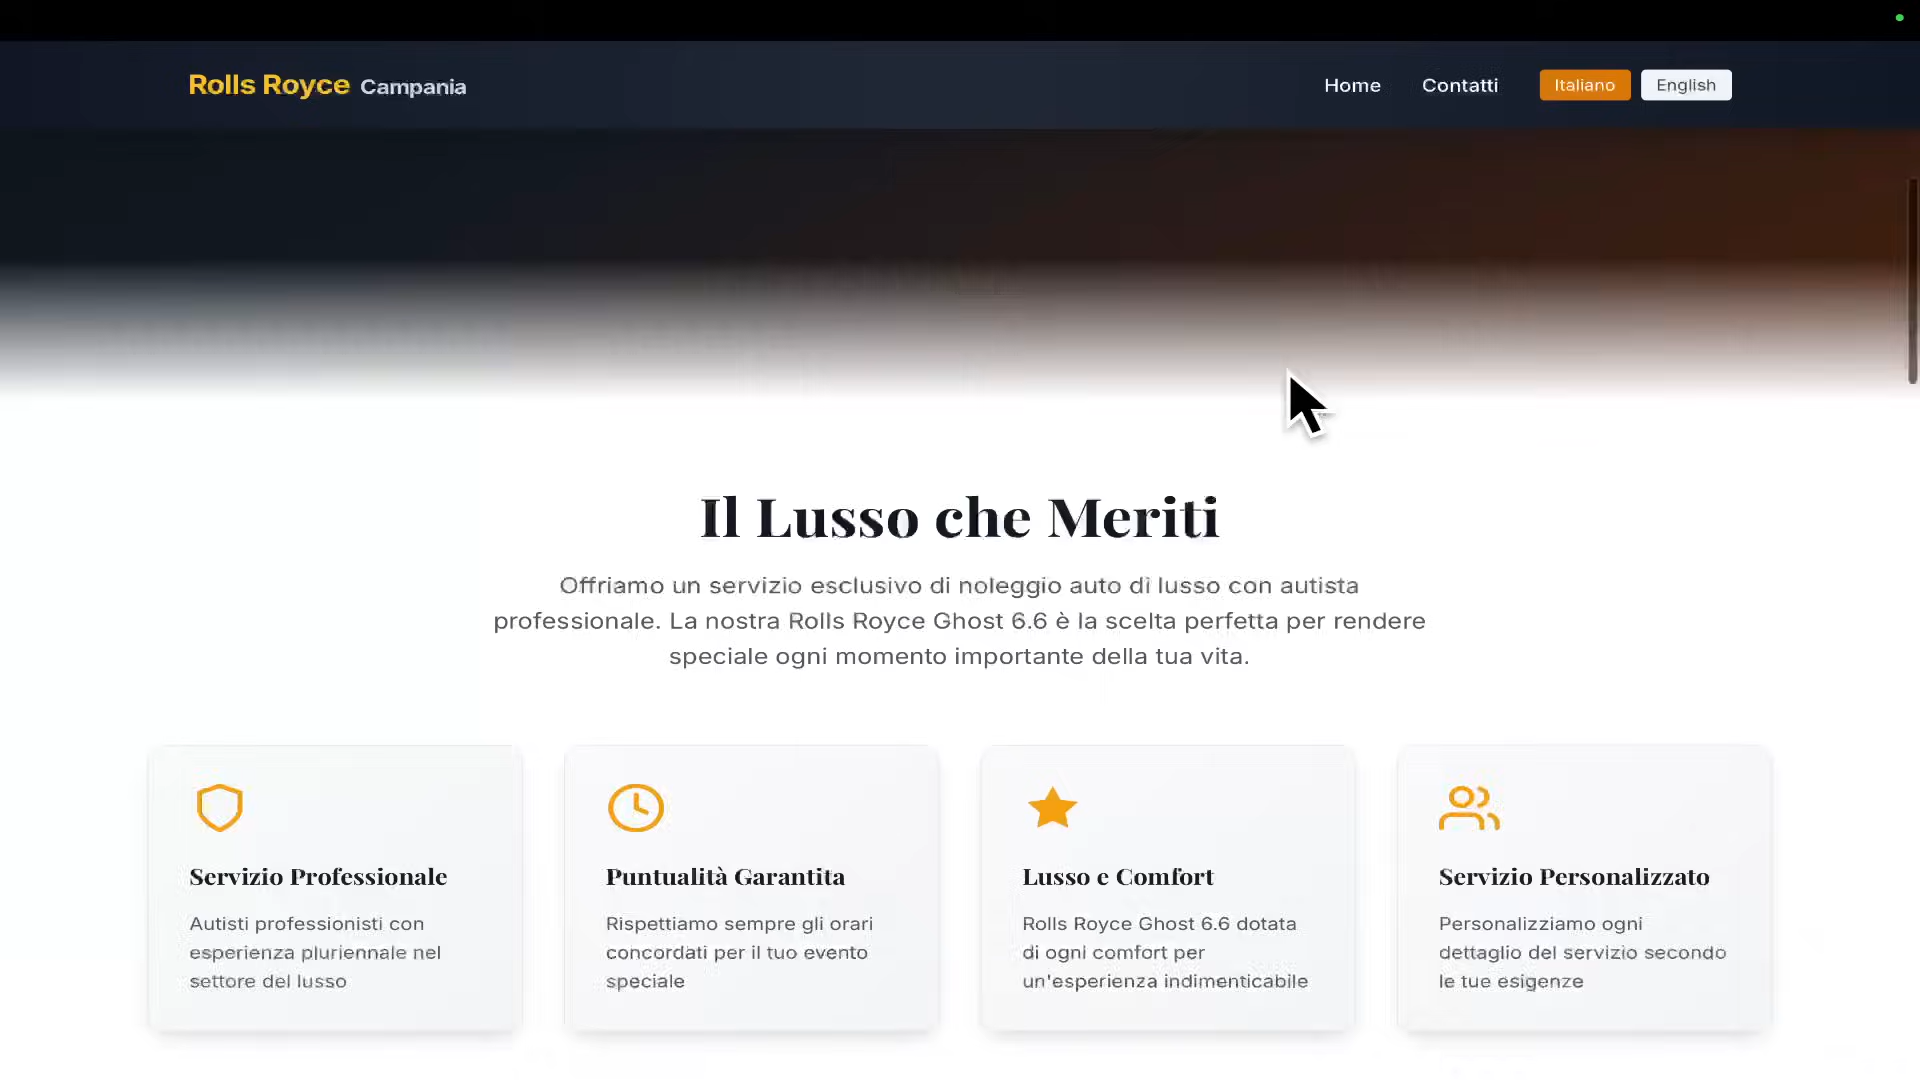 Rolls Royce Campania
Home
Contatti
Italiano
English
Il Lusso che Meriti
Offriamo un servizio esclusivo di noleggio auto di lusso con autista
professionale. La nostra Rolls Royce Ghost 6.6 è la scelta perfetta per rendere
speciale ogni momento importante della tua vita.
Servizio Professionale
Autisti professionisti con
esperienza pluriennale nel
settore del lusso
Puntualità Garantita
Rispettiamo sempre gli orari
concordati per il tuo evento
speciale
Lusso e Comfort
Rolls Royce Ghost 6.6 dotata
di ogni comfort per
un'esperienza indimenticabile
Servizio Personalizzato
Personalizziamo ogni
dettaglio del servizio secondo
le tue esigenze